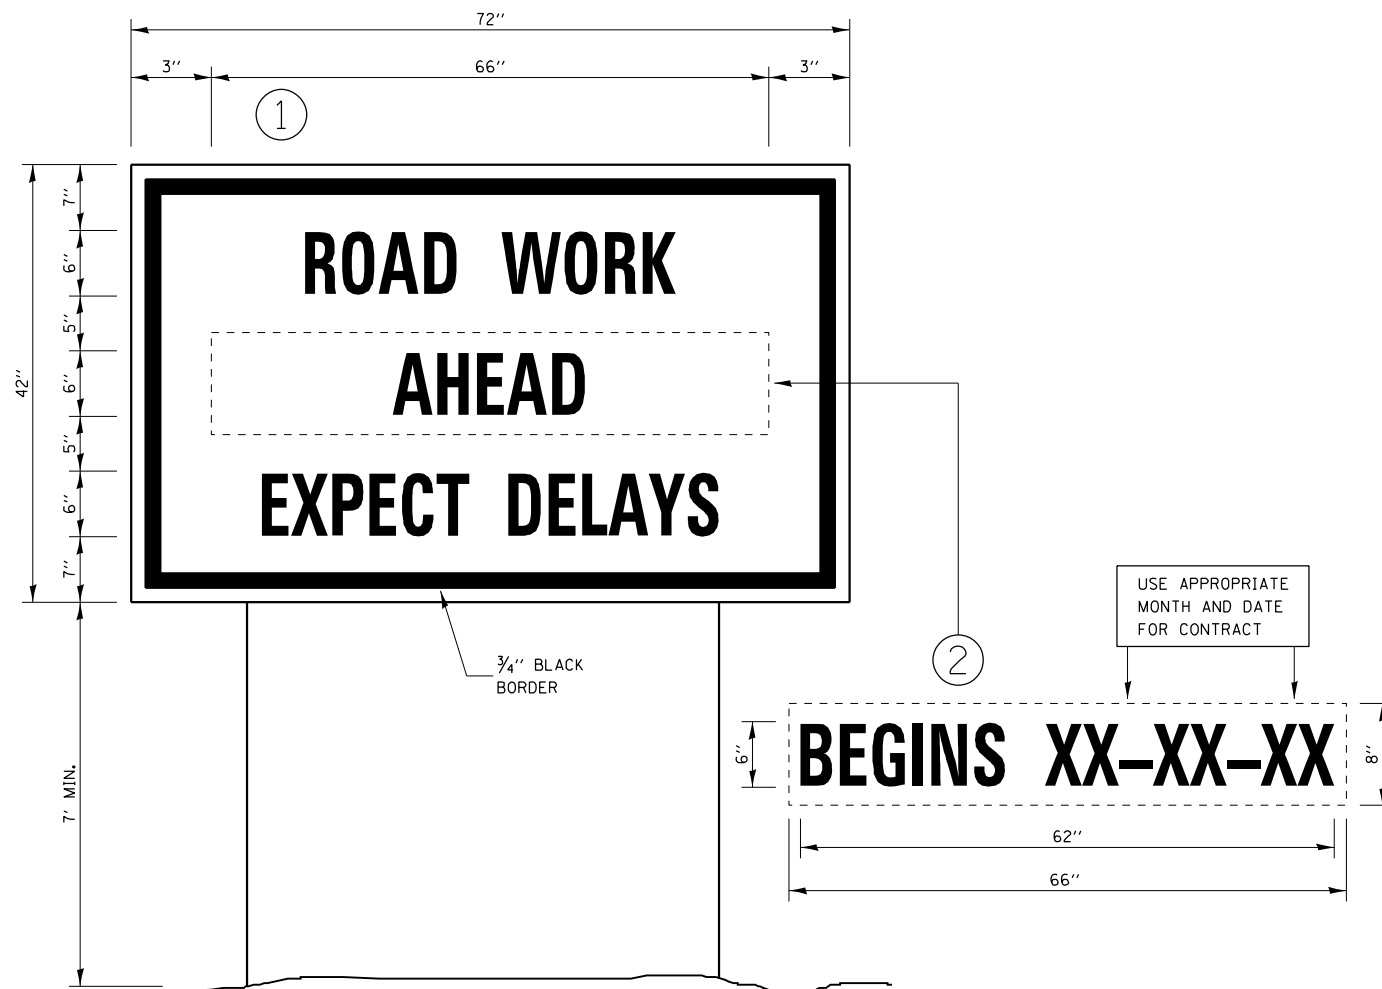 72''
3'' 66'' 3''
1
7''
6''
5''
6''
5''
6''
7''
42''
7' MIN.
ROAD WORK
AHEAD
EXPECT DELAYS
3/4'' BLACK
BORDER
2
USE APPROPRIATE
MONTH AND DATE
FOR CONTRACT
6''
BEGINS XX-XX-XX
8''
62''
66''